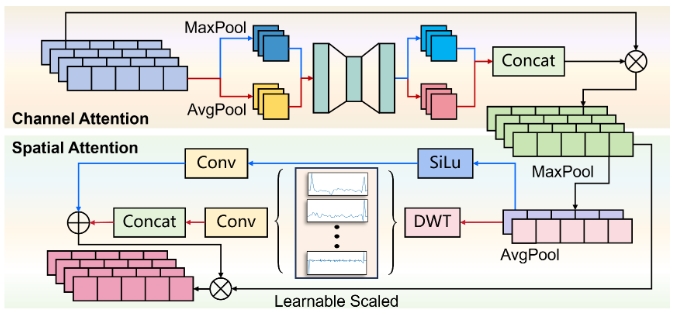 MaxPool
AvgPool
Concat
Channel Attention
Spatial Attention
Conv
SiLu
MaxPool
Concat
Conv
DWT
AvgPool
Learnable Scaled